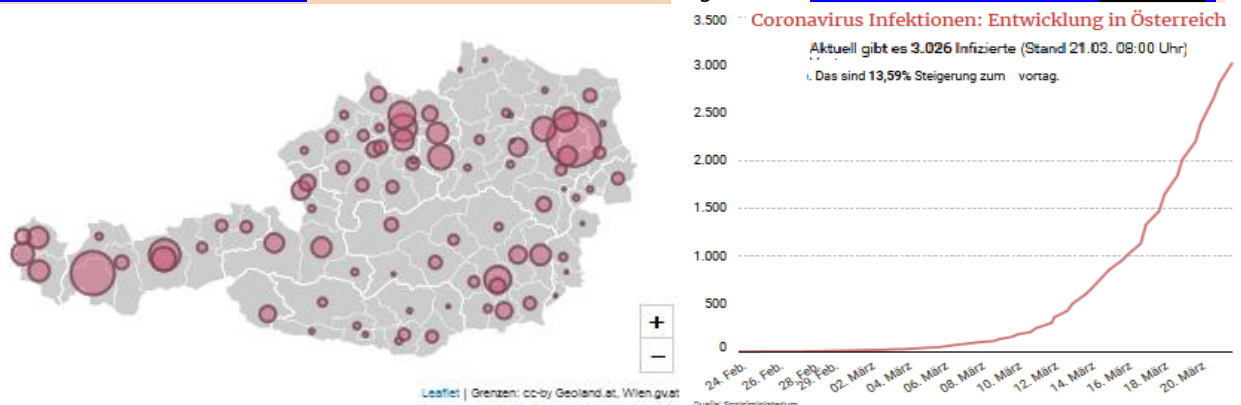 +
−
Leaflet | Grenzen: cc-by Geoland.at, Wien.gv.at
Coronavirus Infektionen: Entwicklung in Österreich
Aktuell gibt es 3.026 Infizierte (Stand 21.03. 08:00 Uhr)
. Das sind 13,59% Steigerung zum vortag.
3.500
3.000
2.500
2.000
1.500
1.000
500
0
24. Feb.
26. Feb.
28. Feb.
29. Feb.
02. März
04. März
06. März
08. März
10. März
12. März
14. März
16. März
18. März
20. März
Quelle: Sozialministerium